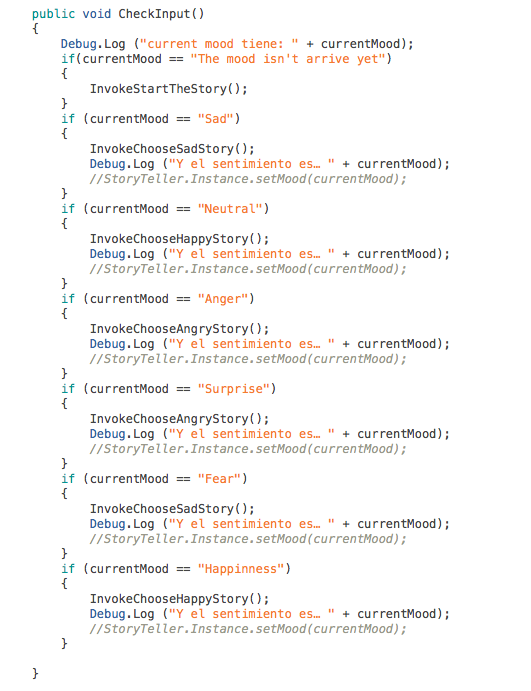 public void CheckInput()
{
Debug.Log ("current mood tiene: " + currentMood);
if(currentMood == "The mood isn't arrive yet")
{
InvokeStartTheStory();
}
if (currentMood == "Sad")
{
InvokeChooseSadStory();
Debug.Log ("Y el sentimiento es… " + currentMood);
//StoryTeller.Instance.setMood(currentMood);
}
if (currentMood == "Neutral")
{
InvokeChooseHappyStory();
Debug.Log ("Y el sentimiento es… " + currentMood);
//StoryTeller.Instance.setMood(currentMood);
}
if (currentMood == "Anger")
{
InvokeChooseAngryStory();
Debug.Log ("Y el sentimiento es… " + currentMood);
//StoryTeller.Instance.setMood(currentMood);
}
if (currentMood == "Surprise")
{
InvokeChooseAngryStory();
Debug.Log ("Y el sentimiento es… " + currentMood);
//StoryTeller.Instance.setMood(currentMood);
}
if (currentMood == "Fear")
{
InvokeChooseSadStory();
Debug.Log ("Y el sentimiento es… " + currentMood);
//StoryTeller.Instance.setMood(currentMood);
}
if (currentMood == "Happinness")
{
InvokeChooseHappyStory();
Debug.Log ("Y el sentimiento es… " + currentMood);
//StoryTeller.Instance.setMood(currentMood);
}
}